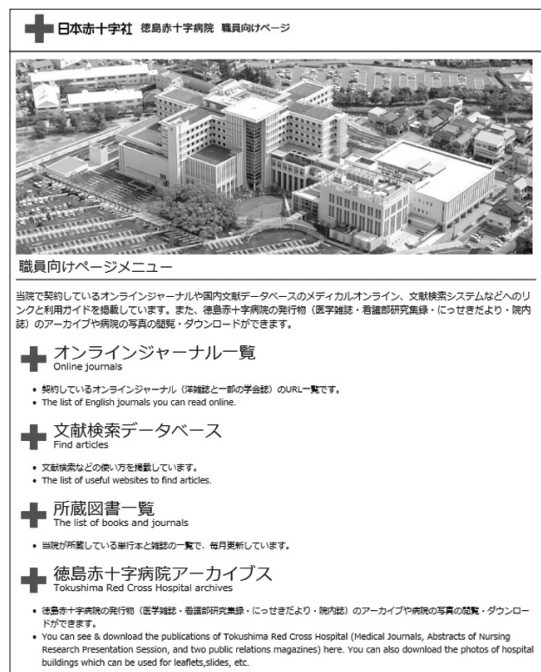 日本赤十字社 徳島赤十字病院 職員向けページ
職員向けページメニュー
当院で契約しているオンラインジャーナルや国内文献データベースのメディカルオンライン、文献検索システムなどへのリ
ンクと利用ガイドを掲載しています。また、徳島赤十字病院の発行物（医学雑誌・看護部研究集録・にっせきだより・院内
誌）のアーカイブや病院の写真の閲覧・ダウンロードができます。
オンラインジャーナル一覧
Online journals
• 契約しているオンラインジャーナル（洋雑誌と一部の学会誌）のURL一覧です。
• The list of English journals you can read online.
文献検索データベース
Find articles
• 文献検索などの使い方を掲載しています。
• The list of useful websites to find articles.
所蔵図書一覧
The list of books and journals
• 当院が所蔵している単行本と雑誌の一覧で、毎月更新しています。
徳島赤十字病院アーカイブス
Tokushima Red Cross Hospital archives
• 徳島赤十字病院の発行物（医学雑誌・看護部研究集録・にっせきだより・院内誌）のアーカイブや病院の写真の閲覧・ダウンロー
ドができます。
• You can see & download the publications of Tokushima Red Cross Hospital (Medical Journals, Abstracts of Nursing
Research Presentation Session, and two public relations magazines) here. You can also download the photos of hospital
buildings which can be used for leaflets,slides, etc.